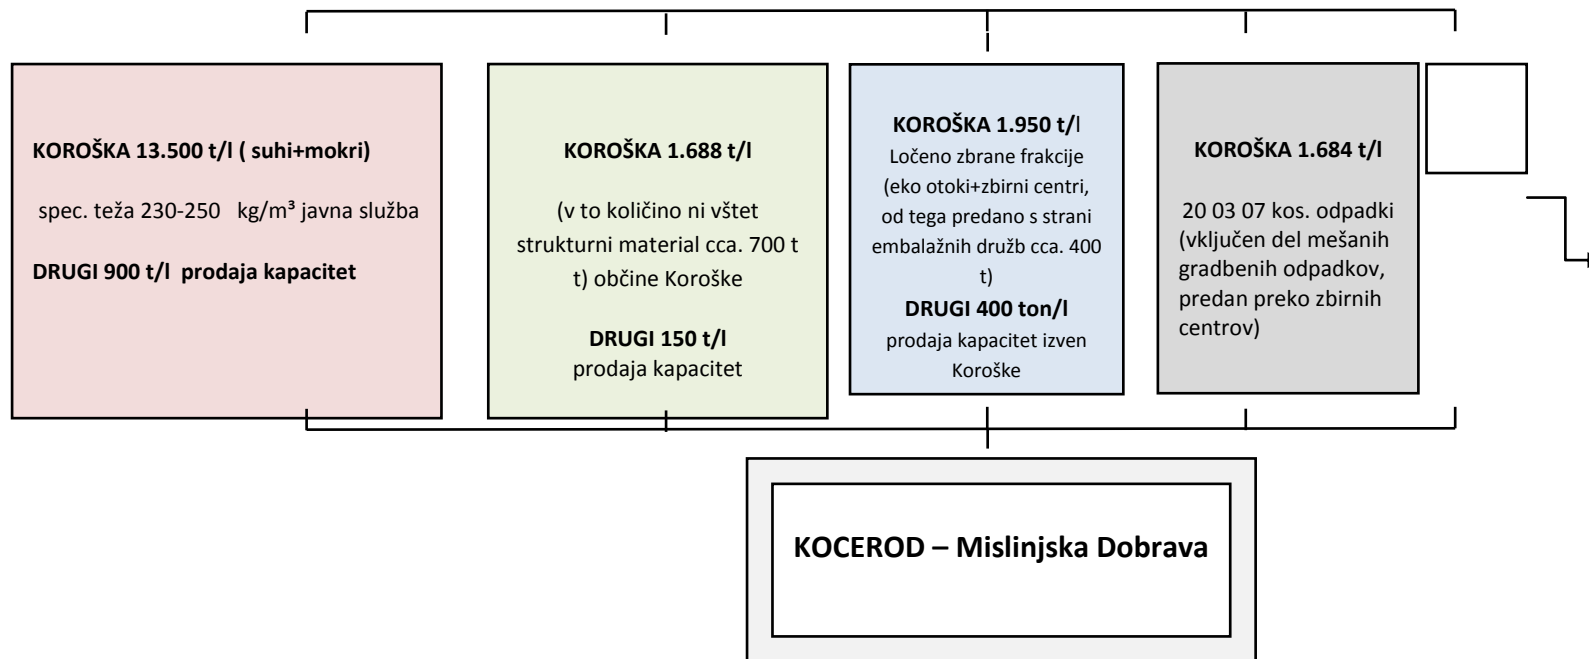 KOROŠKA 13.500 t/l ( suhi+mokri)
spec. teža 230-250 kg/m³ javna služba
DRUGI 900 t/l prodaja kapacitet
KOROŠKA 1.688 t/l
(v to količino ni vštet
strukturni material cca. 700 t
t) občine Koroške
DRUGI 150 t/l
prodaja kapacitet
KOROŠKA 1.950 t/l
Ločeno zbrane frakcije
(eko otoki+zbirni centri,
od tega predano s strani
embalažnih družb cca. 400
t)
DRUGI 400 ton/l
prodaja kapacitet izven
Koroške
KOROŠKA 1.684 t/l
20 03 07 kos. odpadki
(vključen del mešanih
gradbenih odpadkov,
predan preko zbirnih
centrov)
KOCEROD – Mislinjska Dobrava